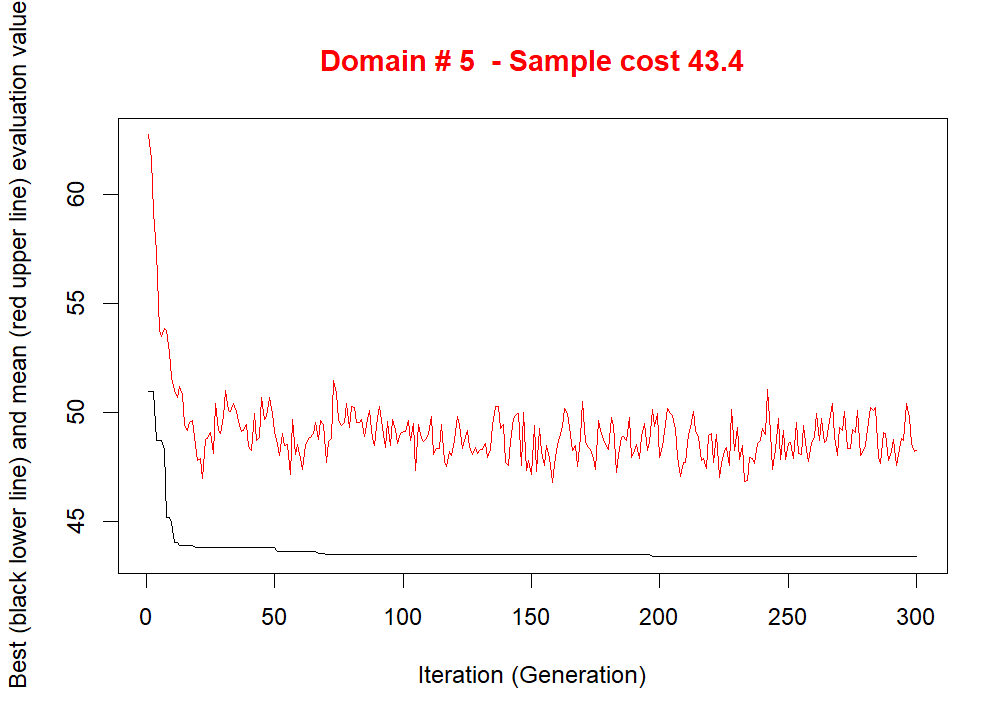 Domain # 5  - Sample cost 43.4
Best (black lower line) and mean (red upper line) evaluation value
60
55
50
45
0 50 100 150 200 250 300
Iteration (Generation)